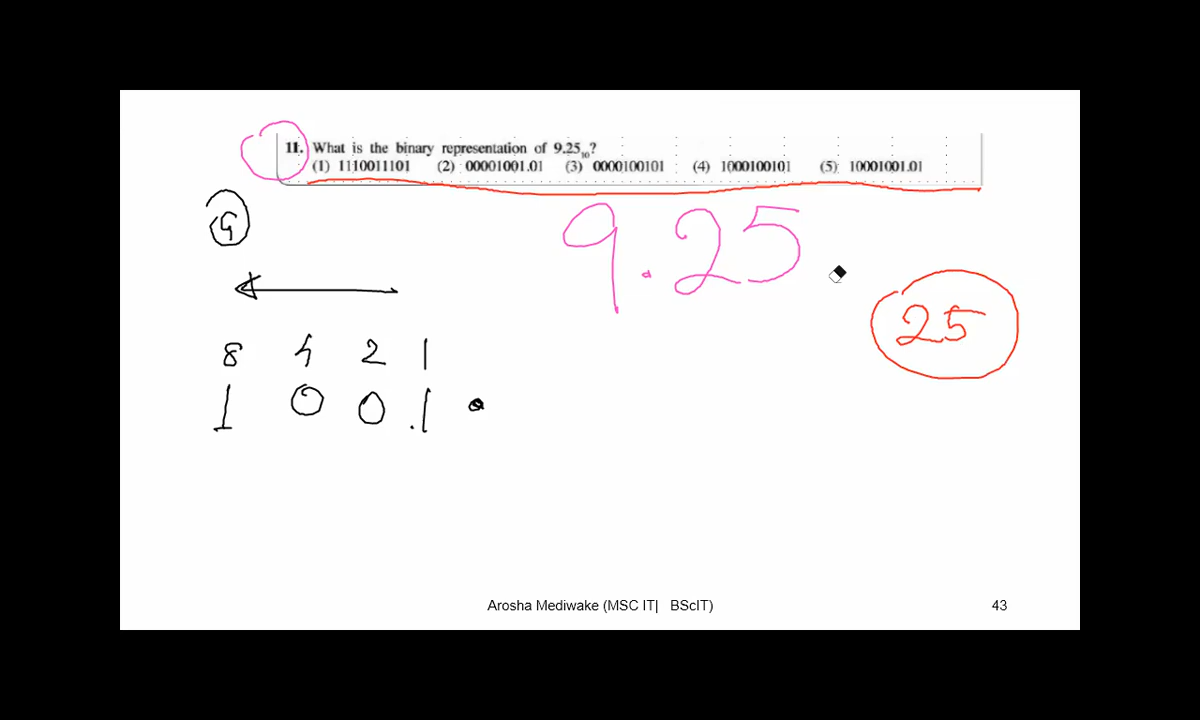 11. What is the binary representation of 9.25₁₀?
(1) 1110011101 (2) 00001001.01 (3) 0000100101 (4) 1000100101 (5) 10001001.01
9
9.25
25
8 4 2 1
1 0 0 .1 .
Arosha Mediwake (MSC IT| BScIT)
43